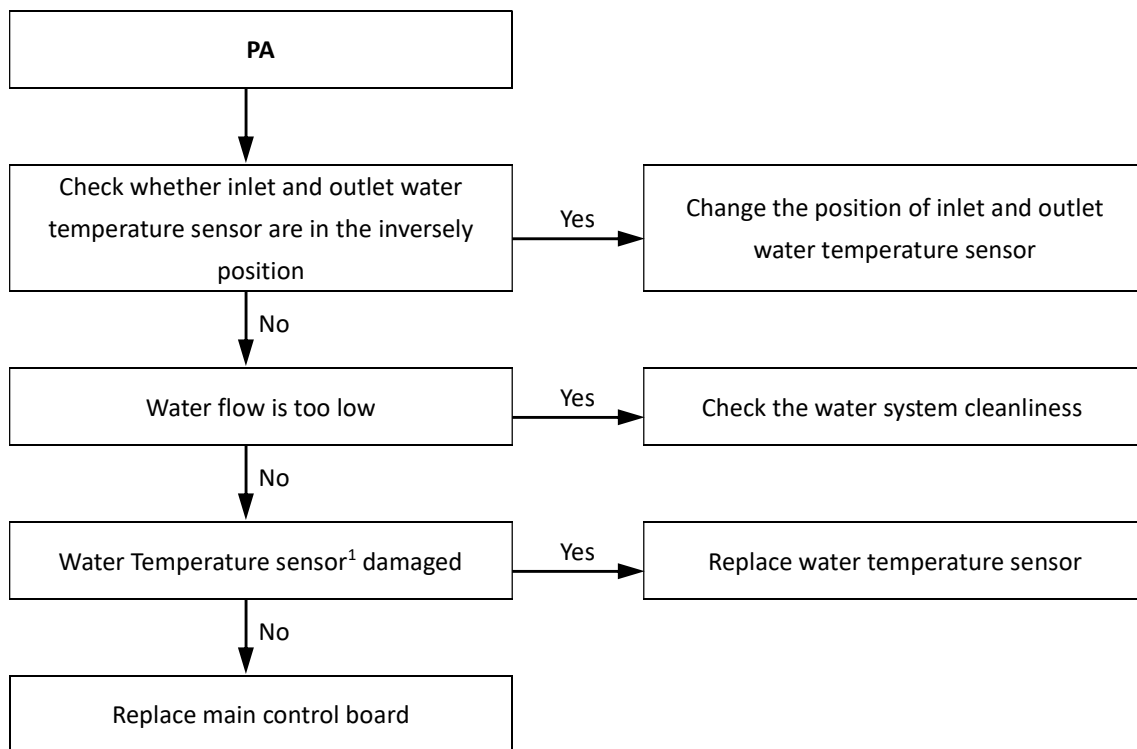 PA
Check whether inlet and outlet water
temperature sensor are in the inversely
position
Yes
Change the position of inlet and outlet
water temperature sensor
No
Water flow is too low
Yes
Check the water system cleanliness
No
Water Temperature sensor¹ damaged
Yes
Replace water temperature sensor
No
Replace main control board